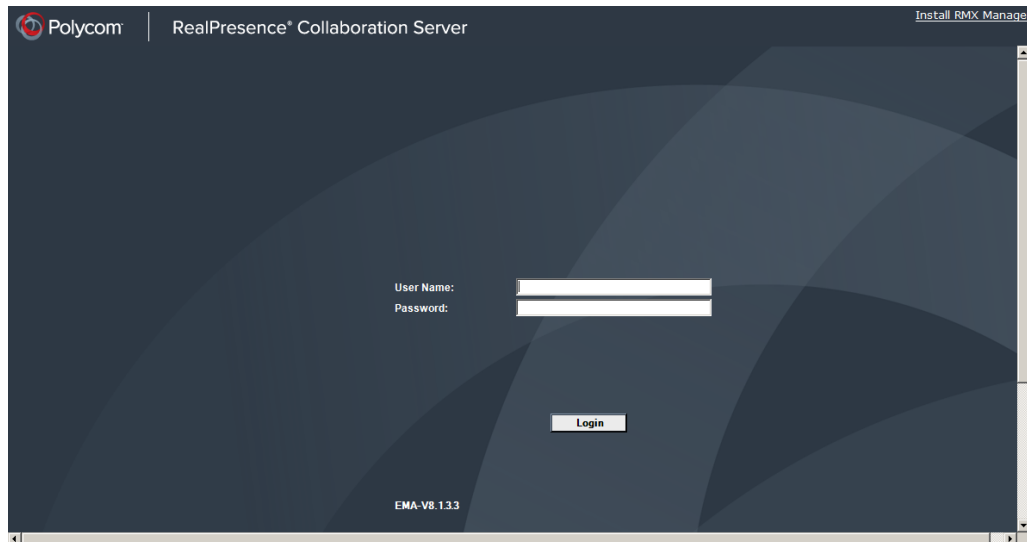 Polycom RealPresence® Collaboration Server
Install RMX Manage
User Name:
Password:
Login
EMA-V8.1.3.3